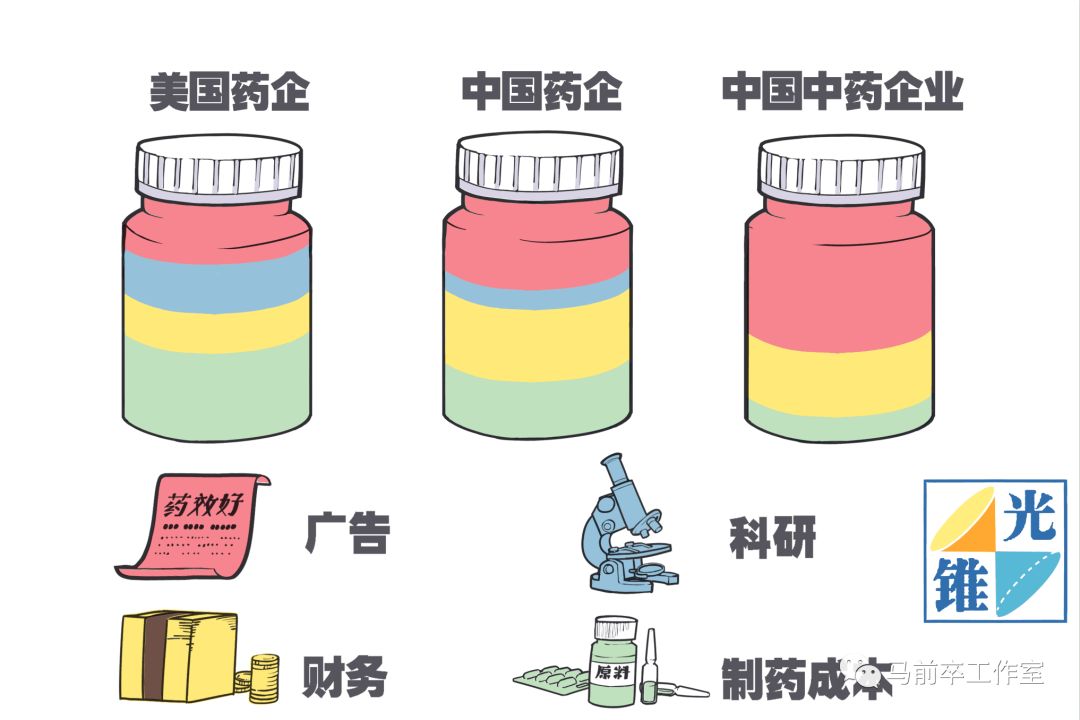 美国药企 中国药企 中国中药企业
药效好
广告
科研
光
锥
财务
原料
制药成本
马前卒工作室